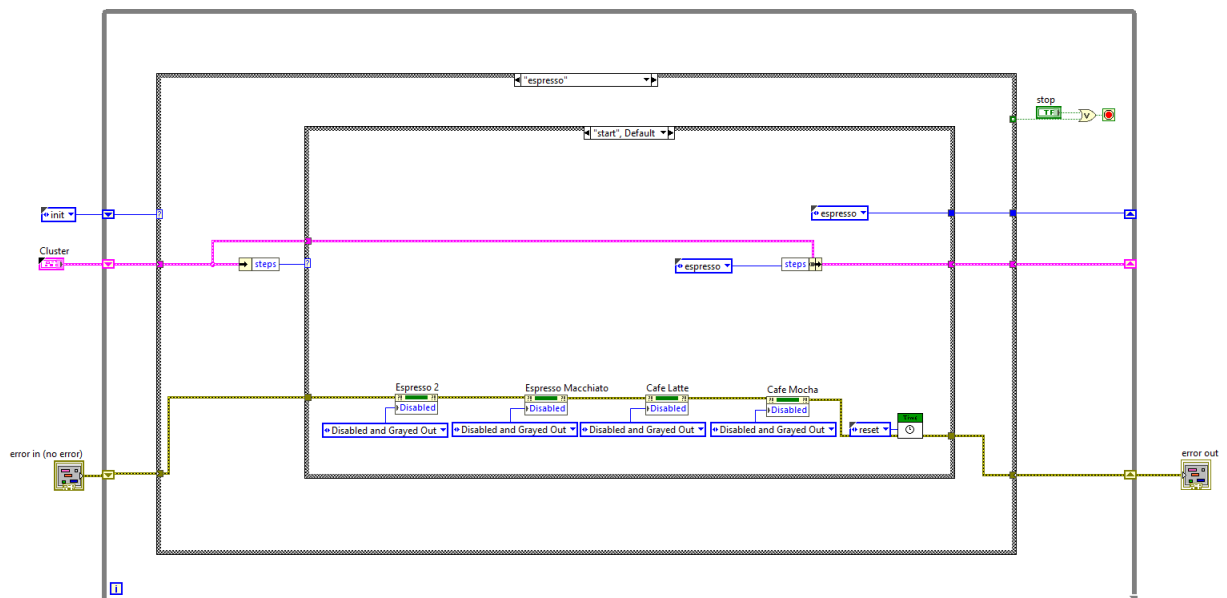 "espresso"
stop
TF
V
"start", Default
init
?
espresso
Cluster
steps
?
espresso
steps
Espresso 2
Espresso Macchiato
Cafe Latte
Cafe Mocha
Disabled
Disabled
Disabled
Disabled
Disabled and Grayed Out
Disabled and Grayed Out
Disabled and Grayed Out
Disabled and Grayed Out
reset
Time
error in (no error)
error out
i